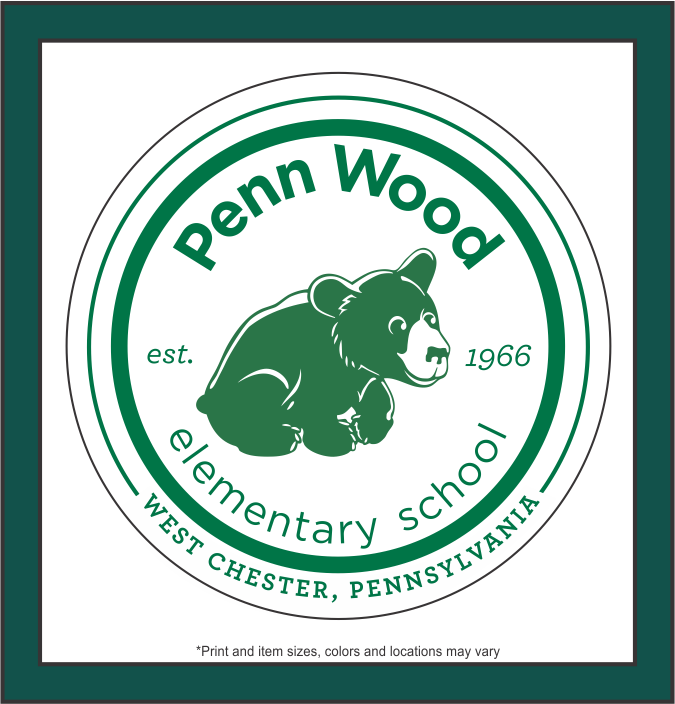 Penn Wood
est. 1966
elementary school
WEST CHESTER, PENNSYLVANIA
*Print and item sizes, colors and locations may vary